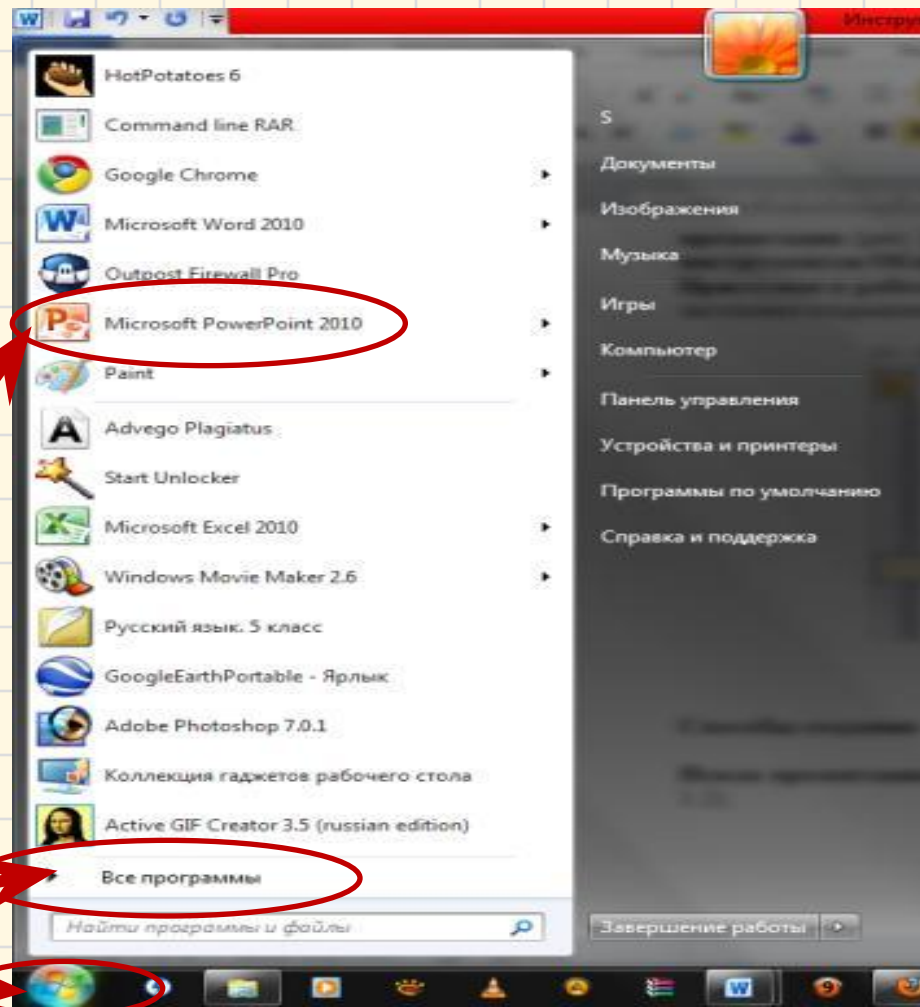 HotPotatoes 6
Command line RAR
Google Chrome
Microsoft Word 2010
Outpost Firewall Pro
Microsoft PowerPoint 2010
Paint
Advego Plagiatus
Start Unlocker
Microsoft Excel 2010
Windows Movie Maker 2.6
Русский язык. 5 класс
GoogleEarthPortable - Ярлык
Adobe Photoshop 7.0.1
Коллекция гаджетов рабочего стола
Active GIF Creator 3.5 (russian edition)
Все программы
Найти программы и файлы
S
Документы
Изображения
Музыка
Игры
Компьютер
Панель управления
Устройства и принтеры
Программы по умолчанию
Справка и поддержка
Завершение работы